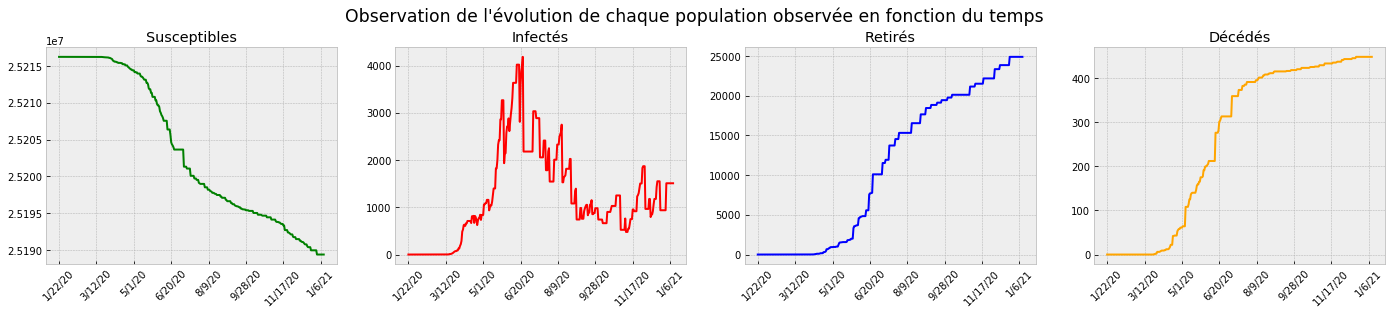 Observation de l'évolution de chaque population observée en fonction du temps
Susceptibles
1e7
2.5215
2.5210
2.5205
2.5200
2.5195
2.5190
1/22/20 3/12/20 5/1/20 6/20/20 8/9/20 9/28/20 11/17/20 1/6/21
Infectés
4000
3000
2000
1000
0
1/22/20 3/12/20 5/1/20 6/20/20 8/9/20 9/28/20 11/17/20 1/6/21
Retirés
25000
20000
15000
10000
5000
0
1/22/20 3/12/20 5/1/20 6/20/20 8/9/20 9/28/20 11/17/20 1/6/21
Décédés
400
300
200
100
0
1/22/20 3/12/20 5/1/20 6/20/20 8/9/20 9/28/20 11/17/20 1/6/21